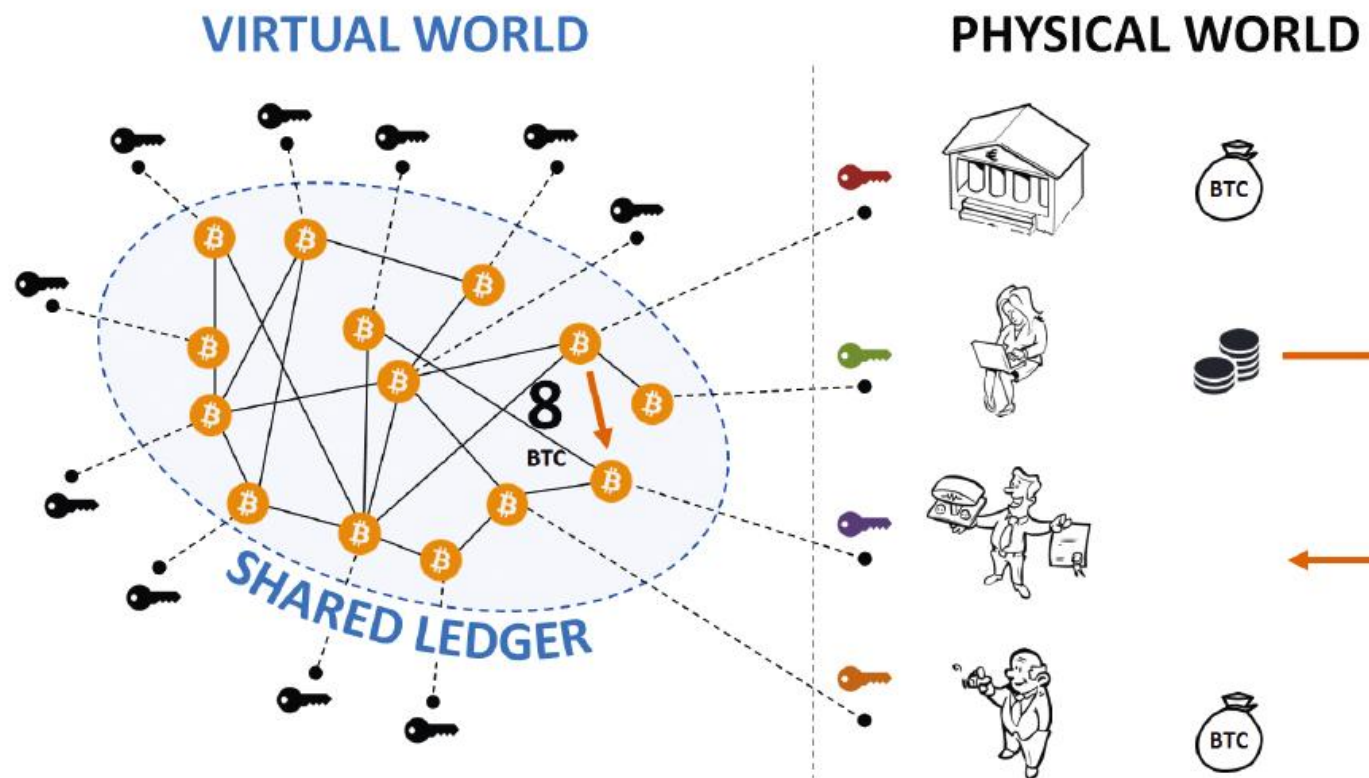 VIRTUAL WORLD
PHYSICAL WORLD
€
BTC
8
BTC
SHARED LEDGER
BTC